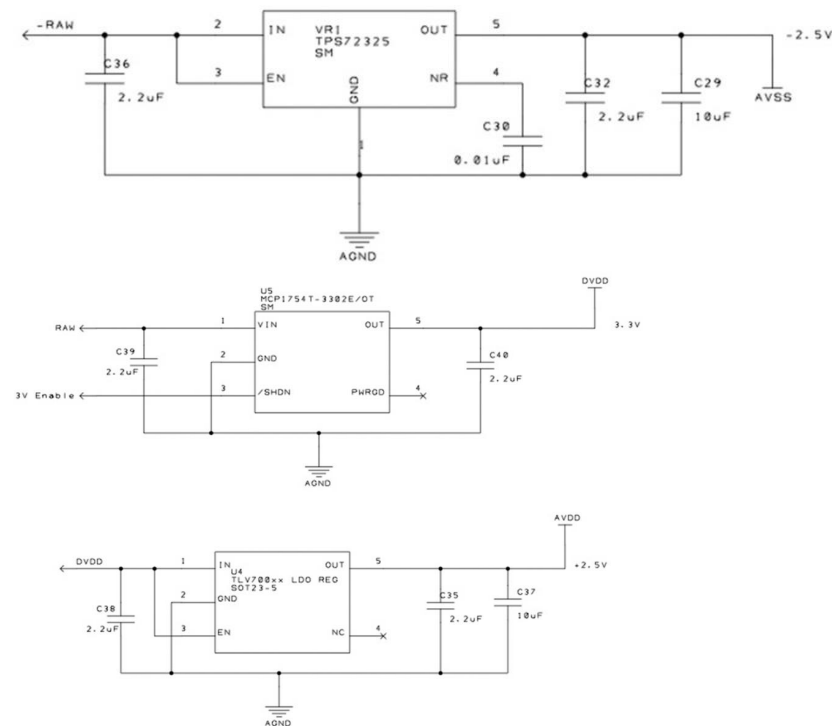 -RAW
2
IN
VR1
TPS72325
SM
OUT
5
-2.5V
C36
2.2uF
3
EN
GND
NR
4
C32
2.2uF
C29
10uF
AVSS
C30
0.01uF
1
AGND
U5
MCP1754T-3302E/OT
SM
DVDD
RAW
1
VIN
OUT
5
3.3V
C39
2.2uF
2
GND
C40
2.2uF
3V Enable
3
/SHDN
PWRGD
4
AGND
AVDD
DVDD
1
IN
U4
TLV700xx LDO REG
SOT23-5
OUT
5
+2.5V
C38
2.2uF
2
GND
C35
2.2uF
C37
10uF
3
EN
NC
4
AGND